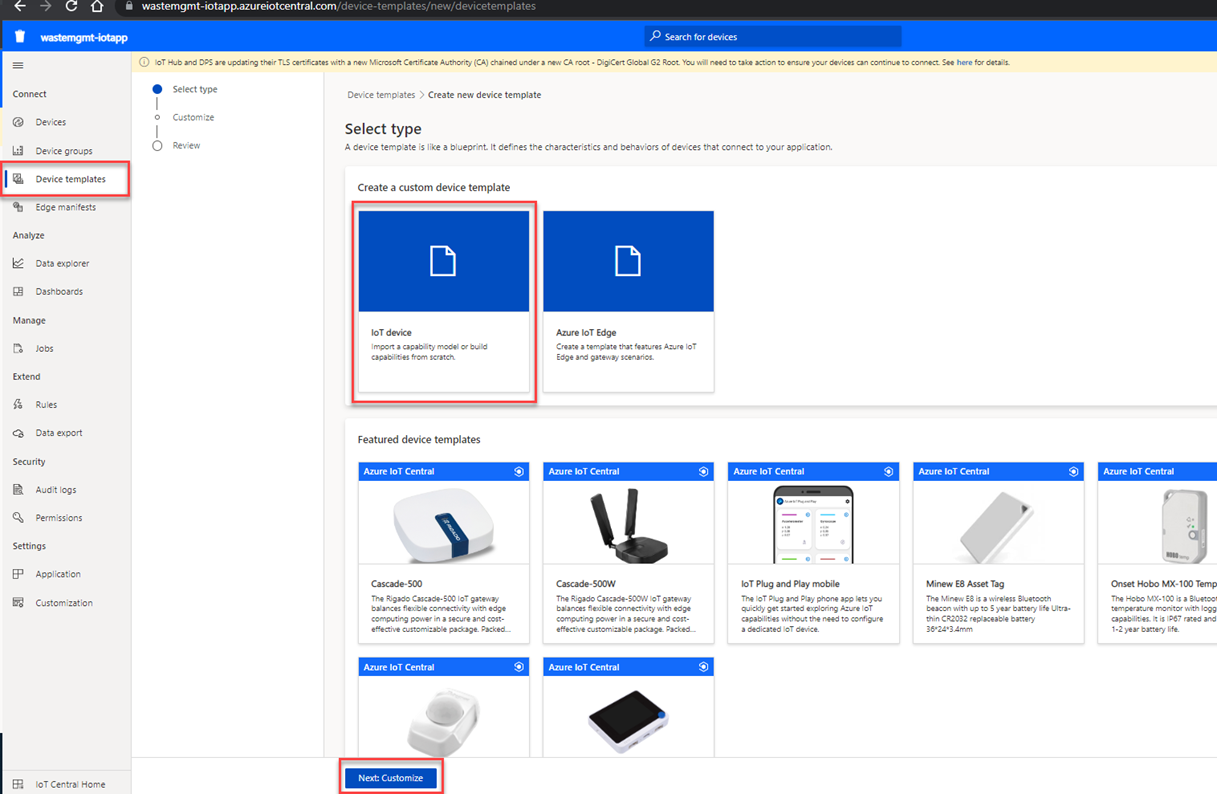 wastemgmt-iotapp.azureiotcentral.com/device-templates/new/devicetemplates
wastemgmt-iotapp
Search for devices
IoT Hub and DPS are updating their TLS certificates with a new Microsoft Certificate Authority (CA) chained under a new CA root - DigiCert Global G2 Root. You will need to take action to ensure your devices can continue to connect. See here for details.
Connect
Devices
Device groups
Device templates
Edge manifests
Analyze
Data explorer
Dashboards
Manage
Jobs
Extend
Rules
Data export
Security
Audit logs
Permissions
Settings
Application
Customization
IoT Central Home
Select type
Customize
Review
Device templates > Create new device template
Select type
A device template is like a blueprint. It defines the characteristics and behaviors of devices that connect to your application.
Create a custom device template
IoT device
Import a capability model or build
capabilities from scratch.
Azure IoT Edge
Create a template that features Azure IoT
Edge and gateway scenarios.
Featured device templates
Azure IoT Central
Cascade-500
The Rigado Cascade-500 IoT gateway
balances flexible connectivity with edge
computing power in a secure and cost-
effective customizable package. Packed...
Azure IoT Central
Cascade-500W
The Rigado Cascade-500W IoT gateway
balances flexible connectivity with edge
computing power in a secure and cost-
effective customizable package. Packed...
Azure IoT Central
IoT Plug and Play mobile
The IoT Plug and Play phone app lets you
quickly get started exploring Azure IoT
capabilities without the need to configure
a dedicated IoT device.
Azure IoT Central
Minew E8 Asset Tag
The Minew E8 is a wireless Bluetooth
beacon with up to 5 year battery life Ultra-
thin CR2032 replaceable battery
36*24*3.4mm
Azure IoT Central
Onset Hobo MX-100 Temp
The Hobo MX-100 is a Bluetoo
temperature monitor with logg
capabilities. It is IP67 rated and
1-2 year battery life.
Azure IoT Central
Azure IoT Central
Next: Customize